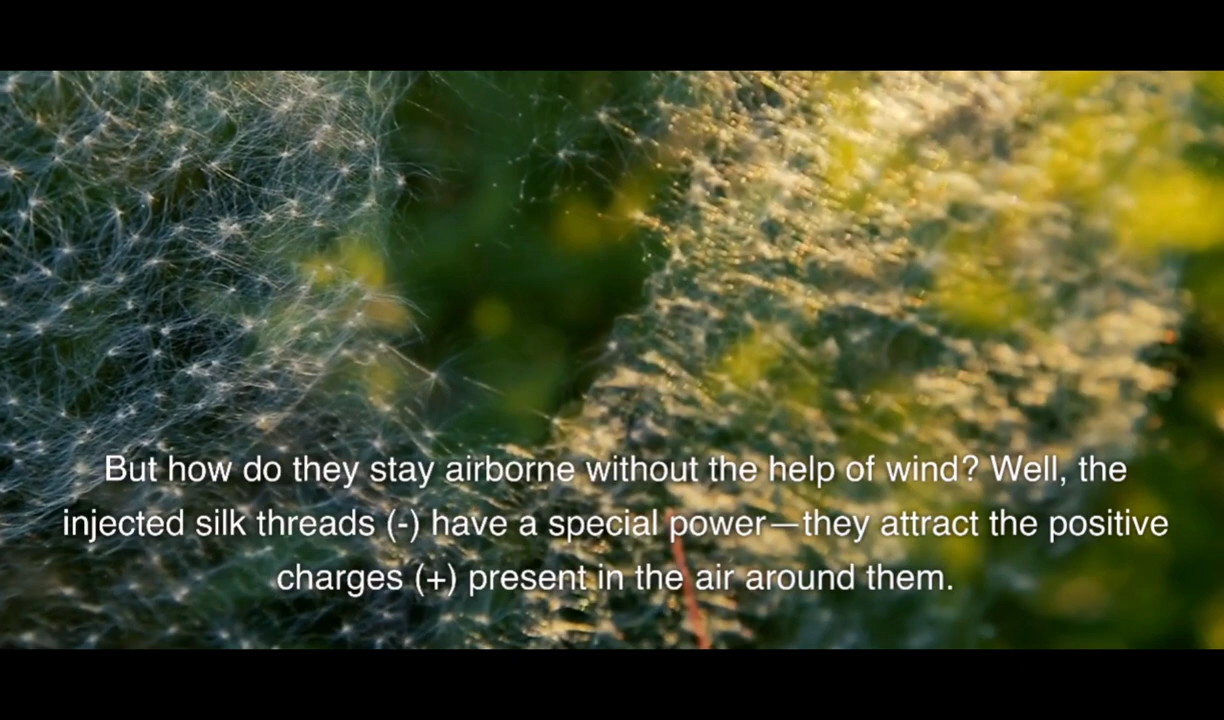 But how do they stay airborne without the help of wind? Well, the
injected silk threads (-) have a special power—they attract the positive
charges (+) present in the air around them.